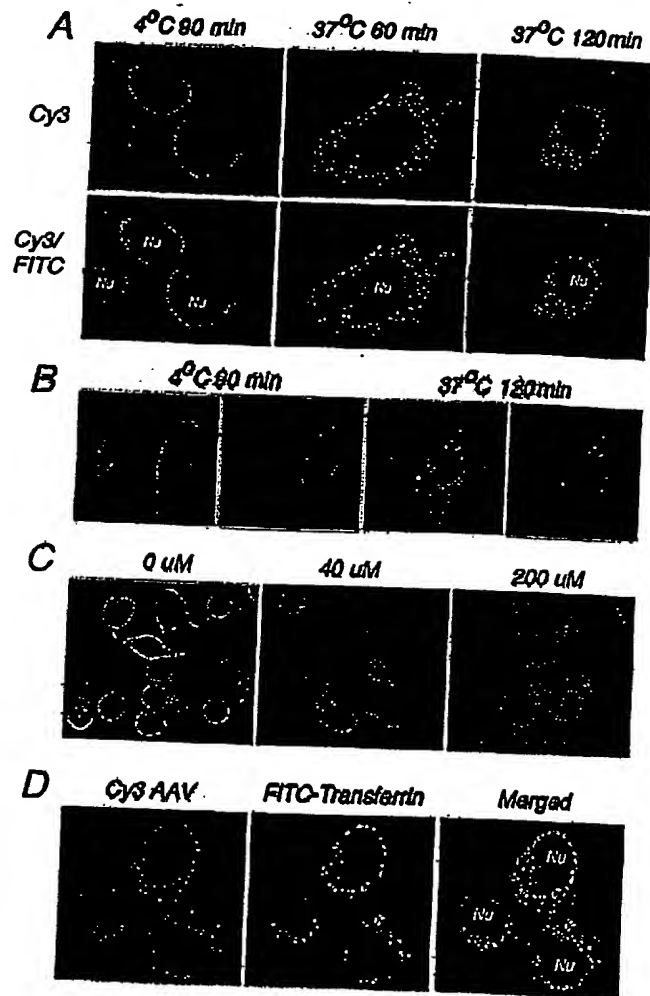 A
4°C 90 min 37°C 60 min 37°C 120min
Cy3
Cy3/
FITC
Nu
Nu
Nu
Nu
Nu
B
4°C 90 min 37°C 120min
C
0 uM 40 uM 200 uM
D
Cy3 AAV FITC-Transferrin Merged
Nu
Nu
Nu